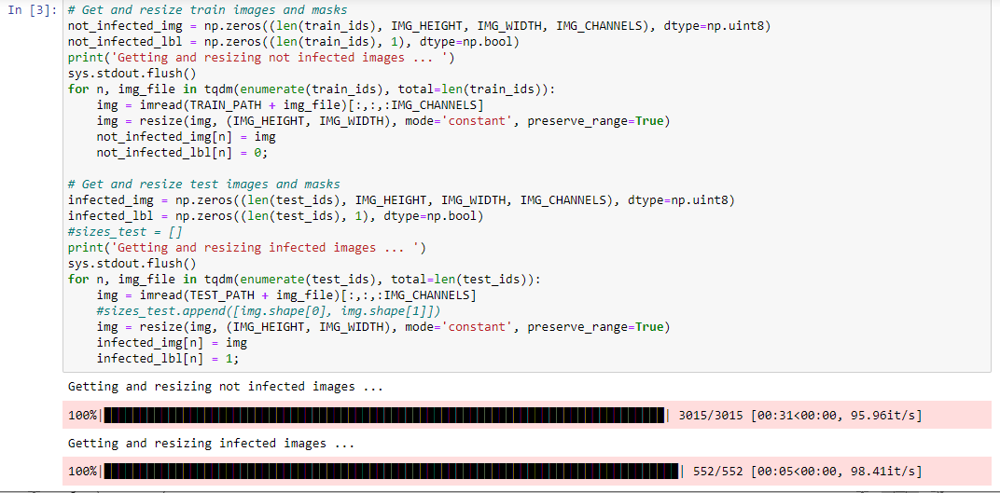 In [3]: # Get and resize train images and masks
not_infected_img = np.zeros((len(train_ids), IMG_HEIGHT, IMG_WIDTH, IMG_CHANNELS), dtype=np.uint8)
not_infected_lbl = np.zeros((len(train_ids), 1), dtype=np.bool)
print('Getting and resizing not infected images ... ')
sys.stdout.flush()
for n, img_file in tqdm(enumerate(train_ids), total=len(train_ids)):
    img = imread(TRAIN_PATH + img_file)[:,:,:IMG_CHANNELS]
    img = resize(img, (IMG_HEIGHT, IMG_WIDTH), mode='constant', preserve_range=True)
    not_infected_img[n] = img
    not_infected_lbl[n] = 0;
# Get and resize test images and masks
infected_img = np.zeros((len(test_ids), IMG_HEIGHT, IMG_WIDTH, IMG_CHANNELS), dtype=np.uint8)
infected_lbl = np.zeros((len(test_ids), 1), dtype=np.bool)
#sizes_test = []
print('Getting and resizing infected images ... ')
sys.stdout.flush()
for n, img_file in tqdm(enumerate(test_ids), total=len(test_ids)):
    img = imread(TEST_PATH + img_file)[:,:,:IMG_CHANNELS]
    #sizes_test.append([img.shape[0], img.shape[1]])
    img = resize(img, (IMG_HEIGHT, IMG_WIDTH), mode='constant', preserve_range=True)
    infected_img[n] = img
    infected_lbl[n] = 1;
Getting and resizing not infected images ...
100%| | 3015/3015 [00:31<00:00, 95.96it/s]
Getting and resizing infected images ...
100%| | 552/552 [00:05<00:00, 98.41it/s]